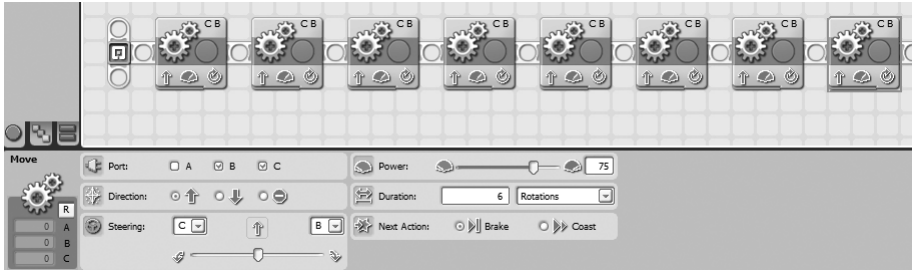 C B C B C B C B C B C B C B C B
Move
R
0 A
0 B
0 C
Port: A B C
Direction:
Steering: C B
Power: 75
Duration: 6 Rotations
Next Action: Brake Coast